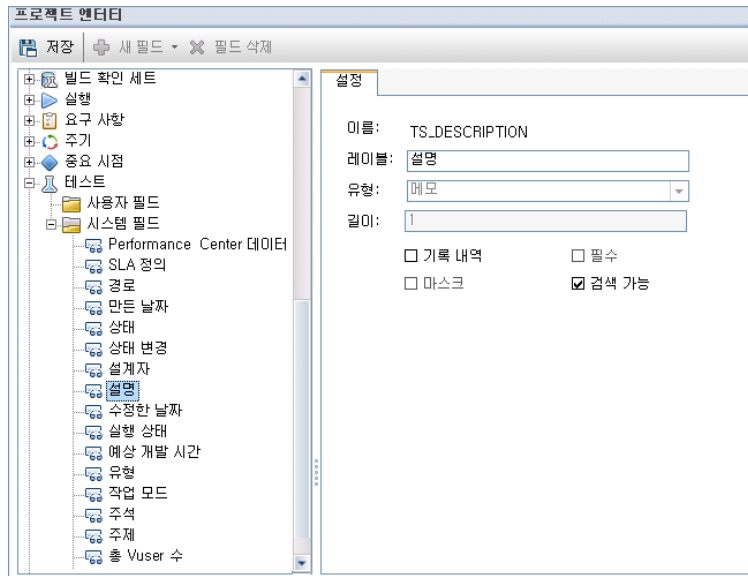 프로젝트 엔터티
저장 새 필드 필드 삭제
빌드 확인 세트
실행
요구 사항
주기
중요 시점
테스트
사용자 필드
시스템 필드
Performance Center 데이터
SLA 정의
경로
만든 날짜
상태
상태 변경
설계자
설명
수정한 날짜
실행 상태
예상 개발 시간
유형
작업 모드
주석
주제
총 Vuser 수
설정
이름: TS_DESCRIPTION
레이블: 설명
유형: 메모
길이: 1
기록 내역 필수
마스크 검색 가능